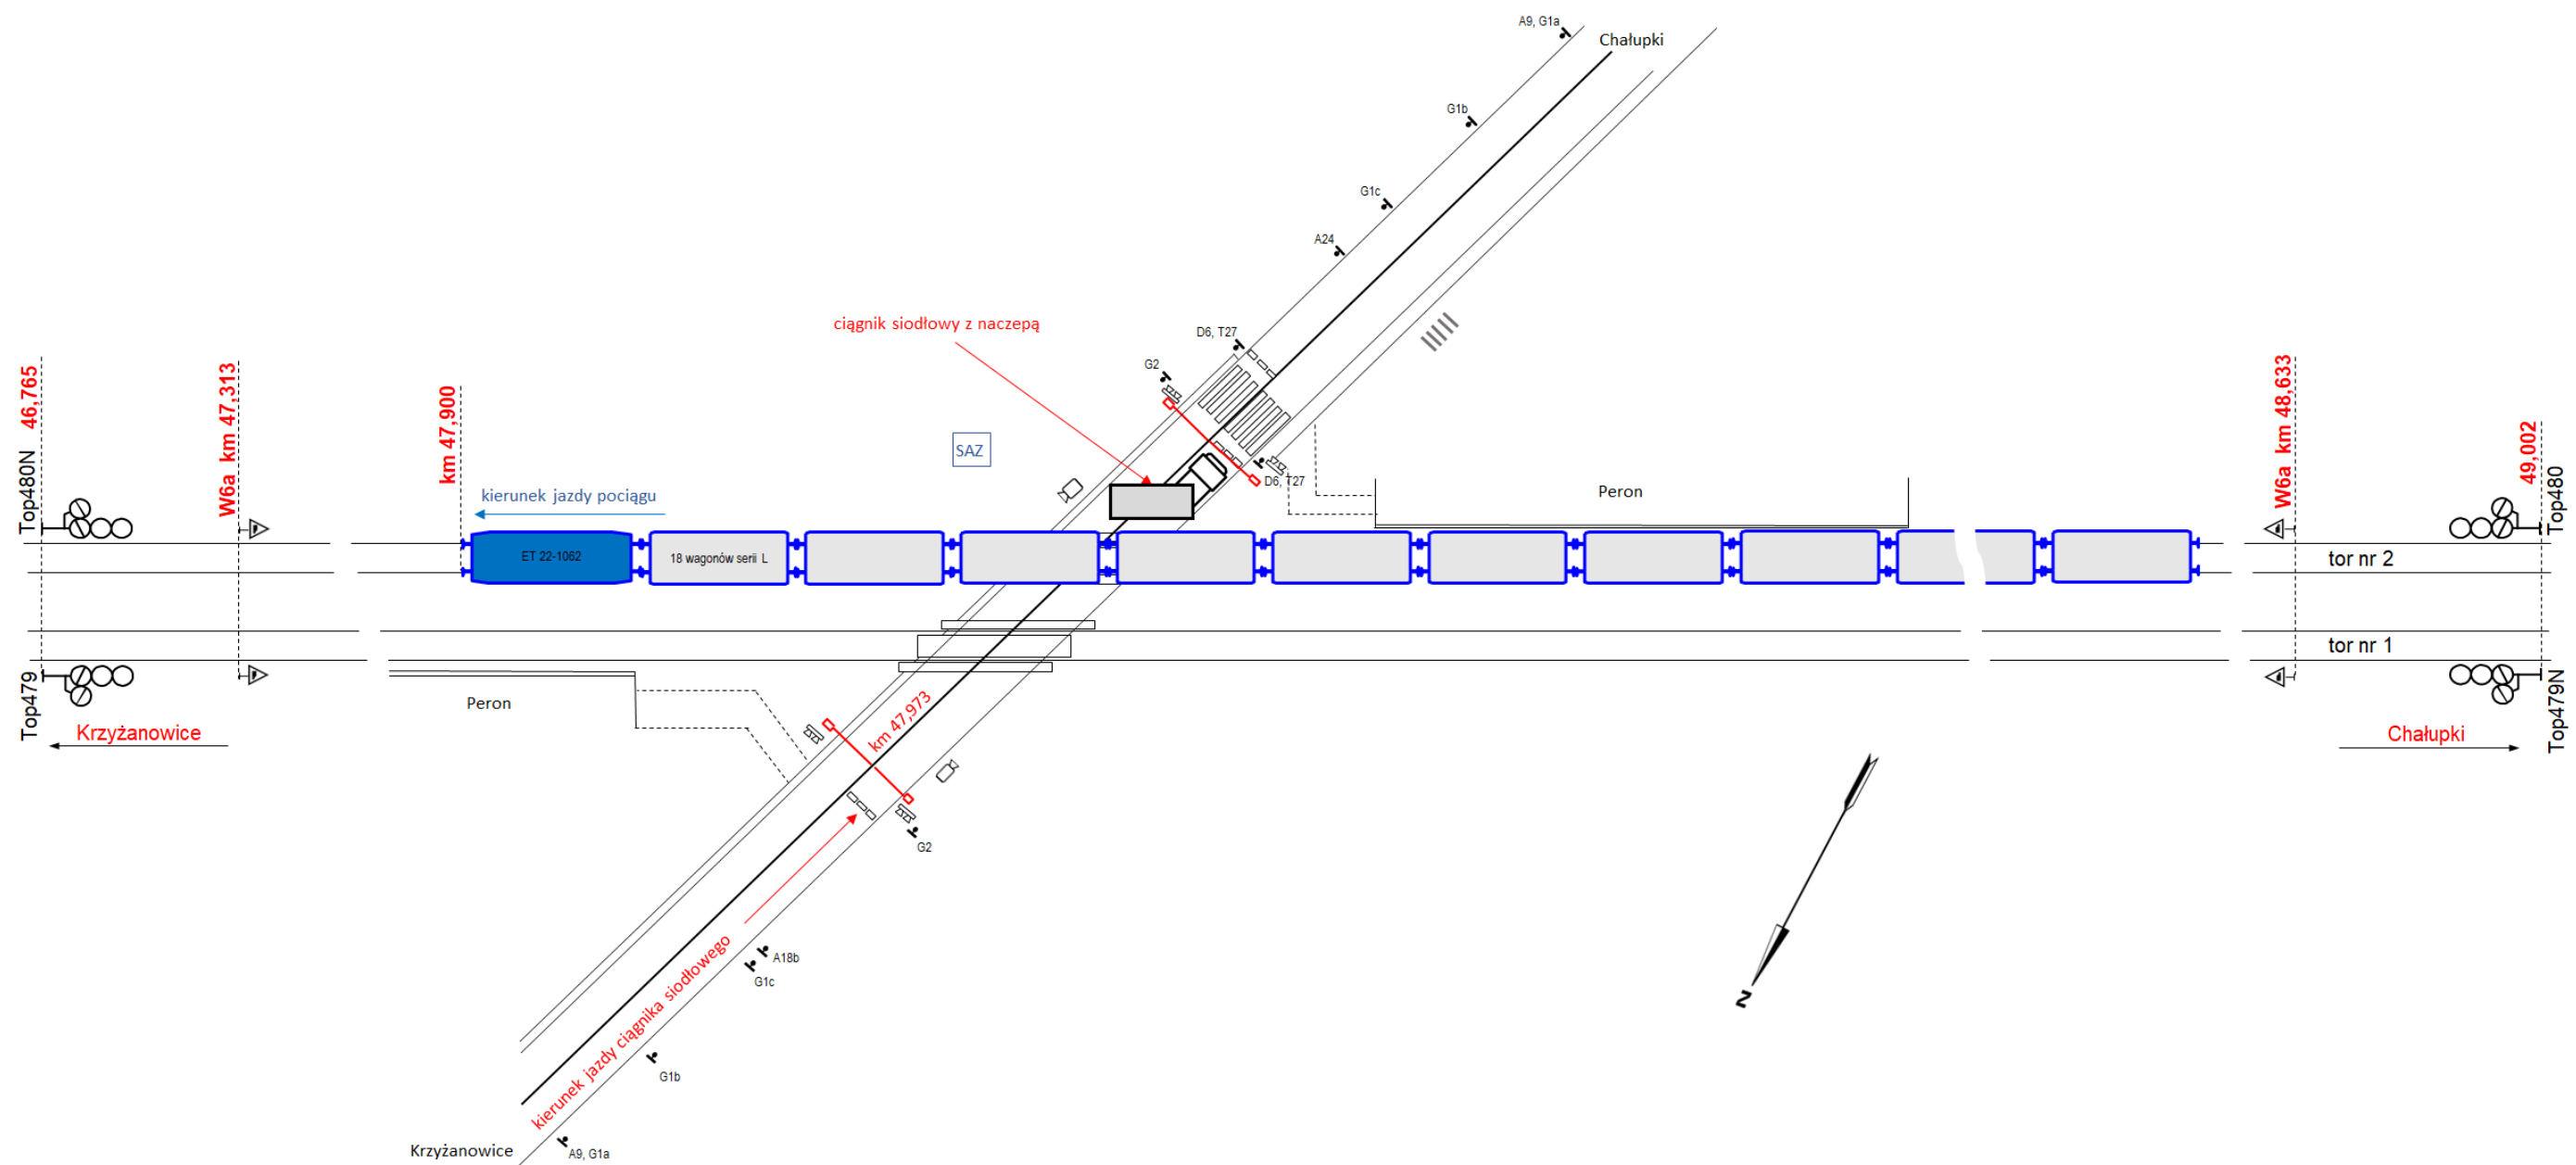 A9, G1a
Chałupki
G1b
G1c
A24
ciągnik siodłowy z naczepą
D6, T27
G2
Top480N 46,765
W6a km 47,313
km 47,900
SAZ
kierunek jazdy pociągu
D6, T27
Peron
W6a km 48,633
49,002
Top480
ET 22-1062
18 wagonów serii L
tor nr 2
tor nr 1
Top479
Krzyżanowice
Peron
km 47,973
Chałupki
Top479N
G2
A18b
G1c
kierunek jazdy ciągnika siodłowego
G1b
N
Krzyżanowice
A9, G1a